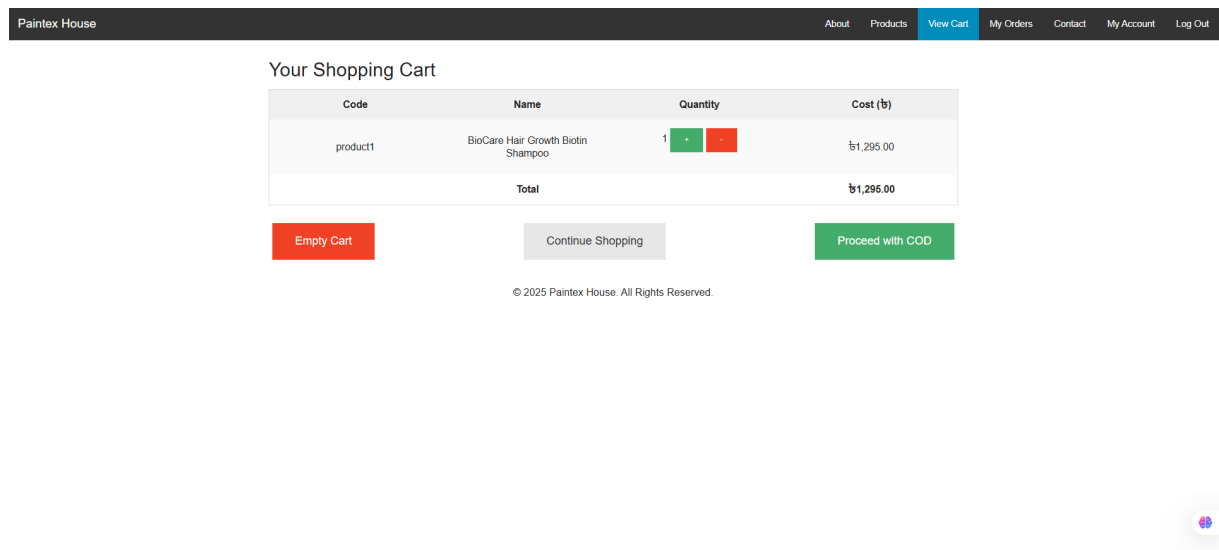 Paintex House
About Products View Cart My Orders Contact My Account Log Out
Your Shopping Cart
Code Name Quantity Cost (৳)
product1 BioCare Hair Growth Biotin Shampoo 1 + - ৳1,295.00
Total ৳1,295.00
Empty Cart Continue Shopping Proceed with COD
© 2025 Paintex House. All Rights Reserved.